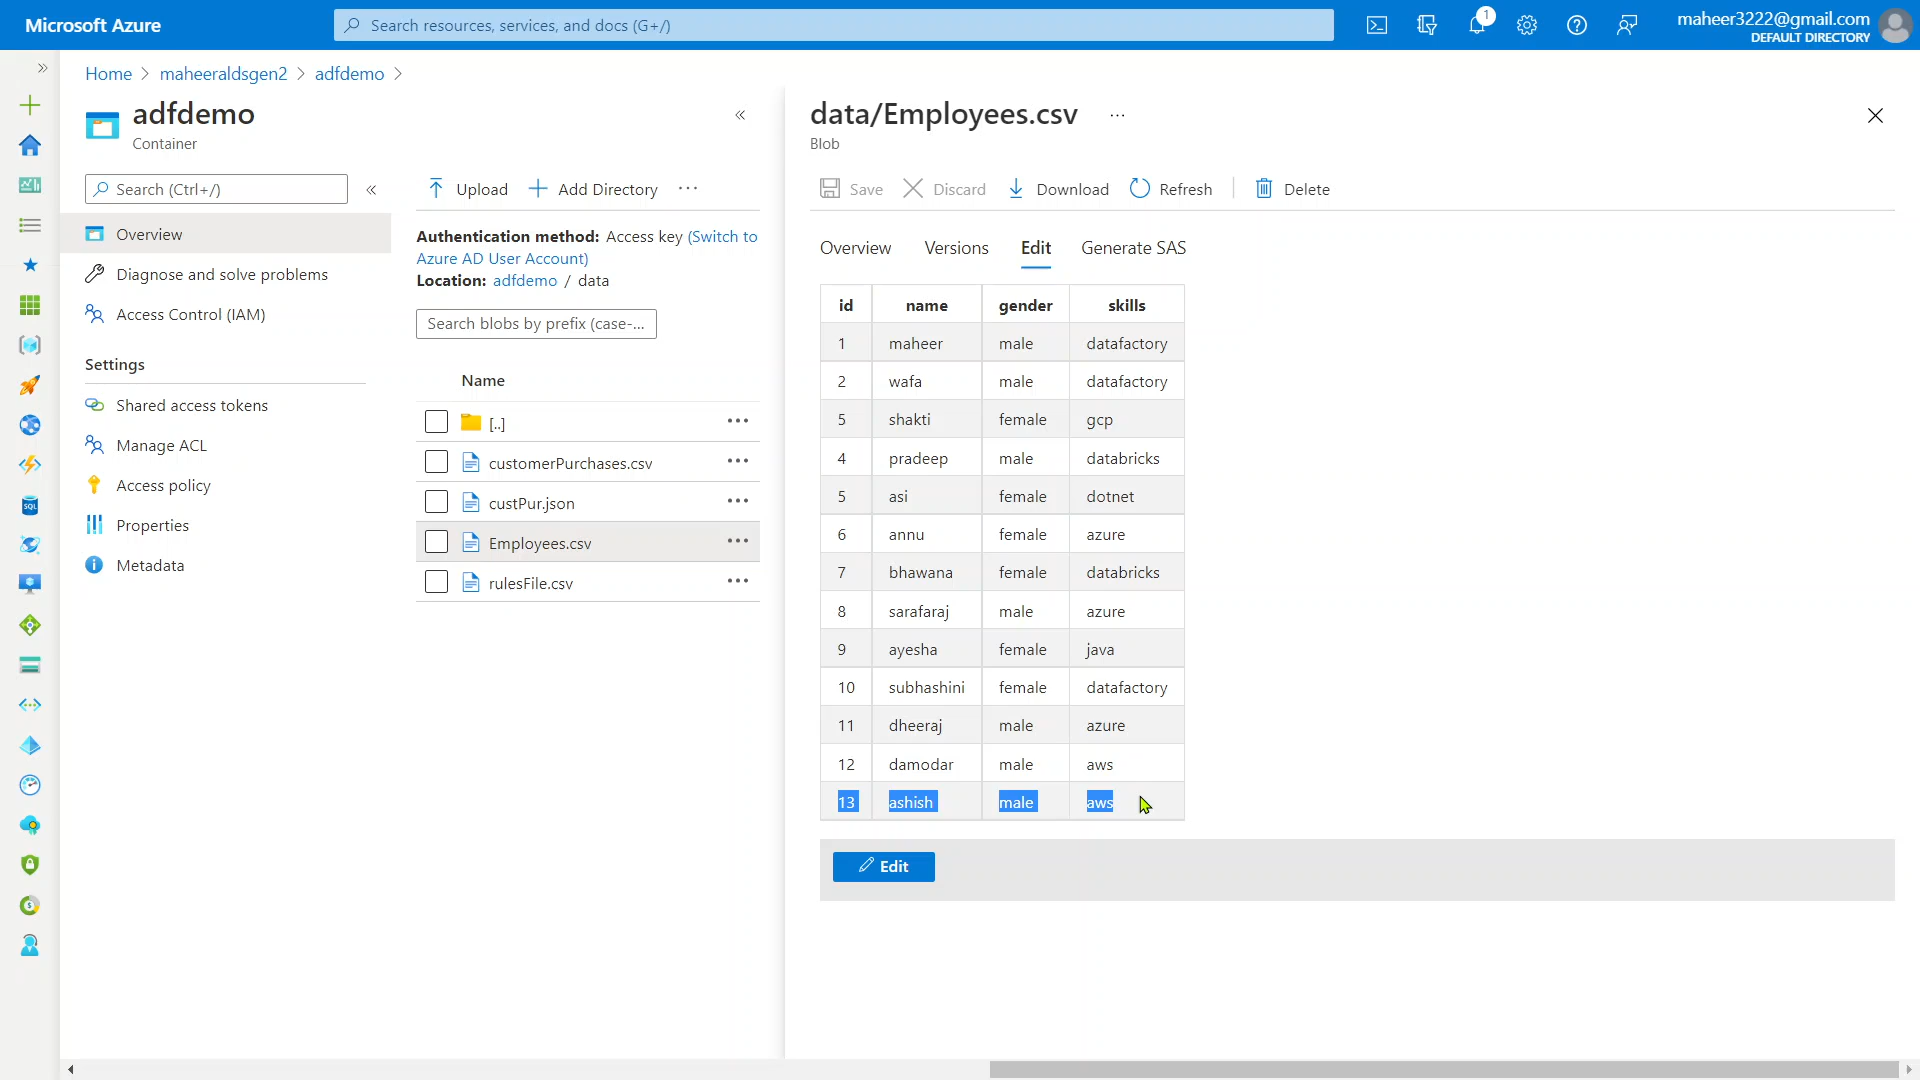 Microsoft Azure
Search resources, services, and docs (G+/)
1
maheer3222@gmail.com
DEFAULT DIRECTORY
Home > maheeraldsgen2 > adfdemo >
adfdemo
Container
Search (Ctrl+/)
Overview
Diagnose and solve problems
Access Control (IAM)
Settings
Shared access tokens
Manage ACL
Access policy
Properties
Metadata
Upload Add Directory ...
Authentication method: Access key (Switch to
Azure AD User Account)
Location: adfdemo / data
Search blobs by prefix (case-...
Name
[..]
customerPurchases.csv
custPur.json
Employees.csv
rulesFile.csv
data/Employees.csv ...
Blob
Save Discard Download Refresh Delete
Overview Versions Edit Generate SAS
id name gender skills
1 maheer male datafactory
2 wafa male datafactory
5 shakti female gcp
4 pradeep male databricks
5 asi female dotnet
6 annu female azure
7 bhawana female databricks
8 sarafaraj male azure
9 ayesha female java
10 subhashini female datafactory
11 dheeraj male azure
12 damodar male aws
13 ashish male aws
Edit
SQL